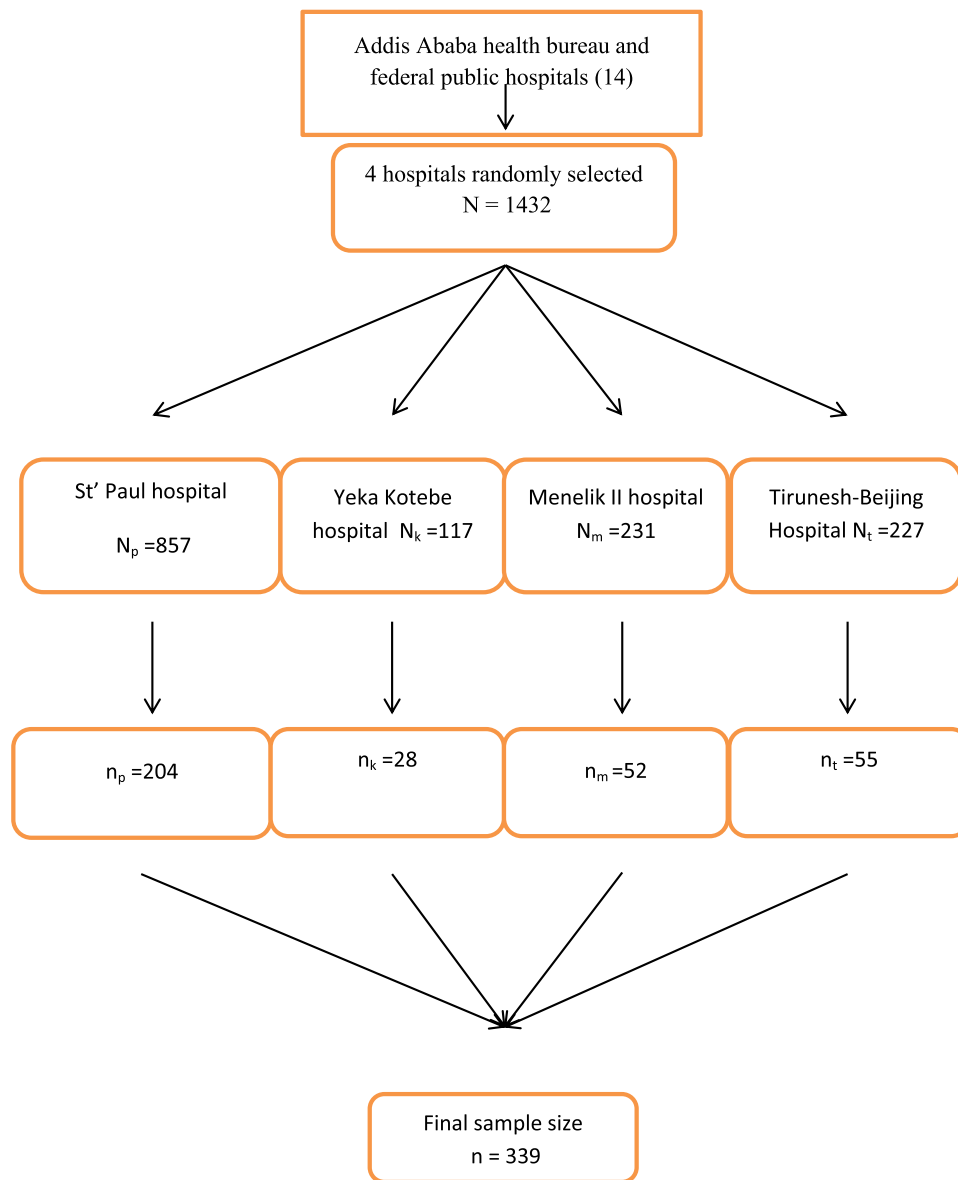 Addis Ababa health bureau and
federal public hospitals (14)
4 hospitals randomly selected
N = 1432
St’ Paul hospital
Nₚ =857
Yeka Kotebe
hospital Nₖ =117
Menelik II hospital
Nₘ =231
Tirunesh-Beijing
Hospital Nₜ =227
nₚ =204
nₖ =28
nₘ =52
nₜ =55
Final sample size
n = 339